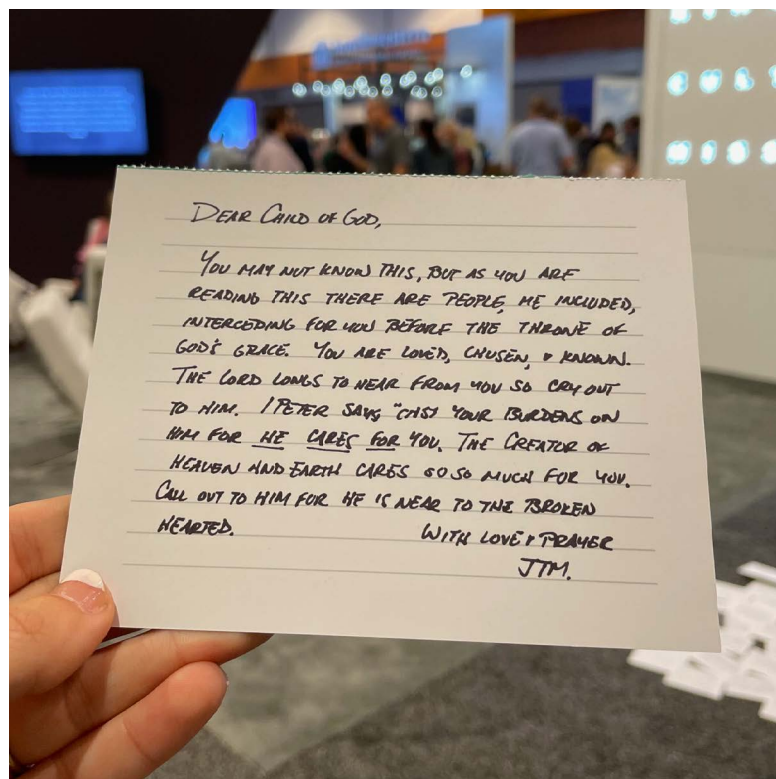 DEAR CHILD OF GOD,
YOU MAY NOT KNOW THIS, BUT AS YOU ARE
READING THIS THERE ARE PEOPLE, ME INCLUDED,
INTERCEDING FOR YOU BEFORE THE THRONE OF
GOD'S GRACE. YOU ARE LOVED, CHOSEN, & KNOWN.
THE LORD LONGS TO HEAR FROM YOU SO CRY OUT
TO HIM. 1 PETER SAYS "CAST YOUR BURDENS ON
HIM FOR HE CARES FOR YOU. THE CREATOR OF
HEAVEN AND EARTH CARES SO SO MUCH FOR YOU.
CALL OUT TO HIM FOR HE IS NEAR TO THE BROKEN
HEARTED. WITH LOVE & PRAYER
JTM.